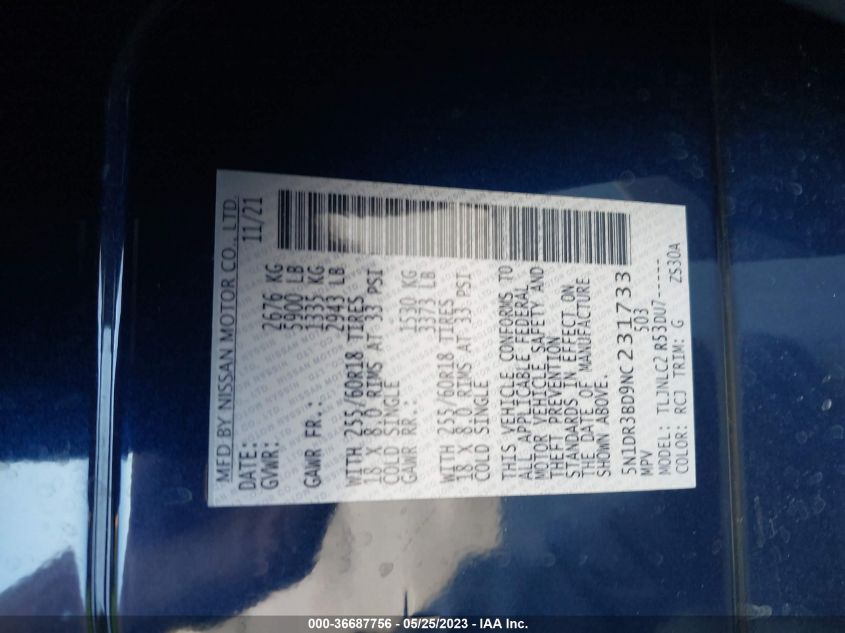 MFD BY NISSAN MOTOR CO., LTD.
DATE: 11/21
GVWR: 2676 KG
5900 LB
GAWR FR.: 1335 KG
2943 LB
WITH 255/60R18 TIRES
18 X 8.0 RIMS AT 33 PSI
COLD SINGLE
GAWR RR.: 1530 KG
3373 LB
WITH 255/60R18 TIRES
18 X 8.0 RIMS AT 33 PSI
COLD SINGLE
THIS VEHICLE CONFORMS TO
ALL APPLICABLE FEDERAL
MOTOR VEHICLE SAFETY AND
THEFT PREVENTION
STANDARDS IN EFFECT ON
THE DATE OF MANUFACTURE
SHOWN ABOVE.
5N1DR3BD9NC231733
MPV 503
MODEL: TLJNLC2 R53DU7-----
COLOR: RCJ TRIM: G ZS30A
000-36687756 - 05/25/2023 - IAA Inc.